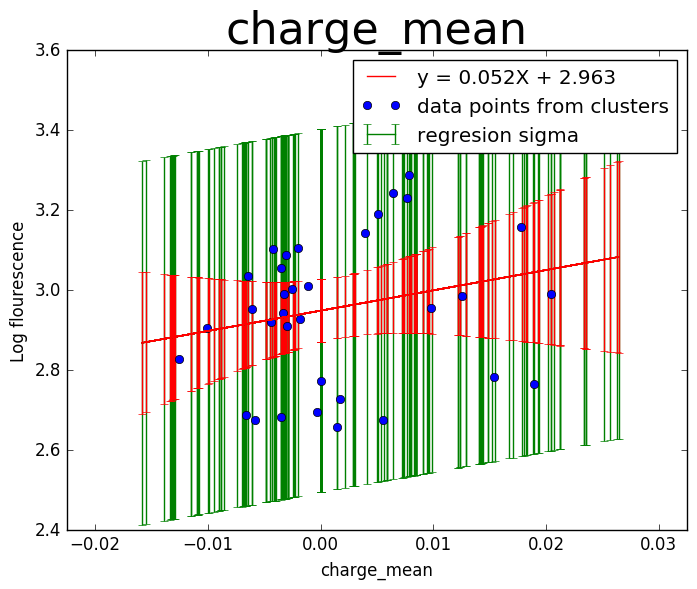 charge_mean
y = 0.052X + 2.963
data points from clusters
regresion sigma
3.6
3.4
3.2
3.0
2.8
2.6
2.4
Log flourescence
−0.02 −0.01 0.00 0.01 0.02 0.03
charge_mean